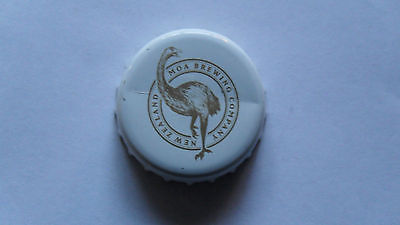 MOA BREWING COMPANY
NEW ZEALAND